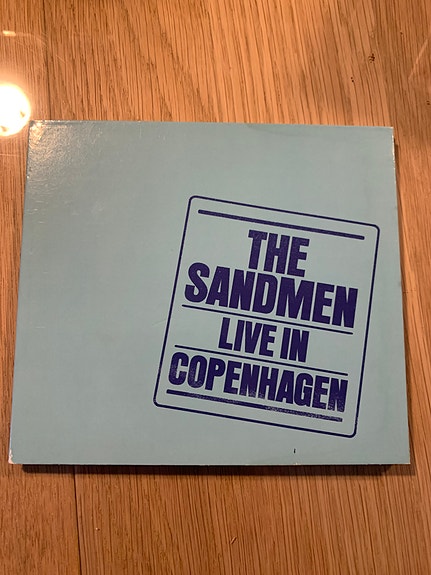 THE
SANDMEN
LIVE IN
COPENHAGEN